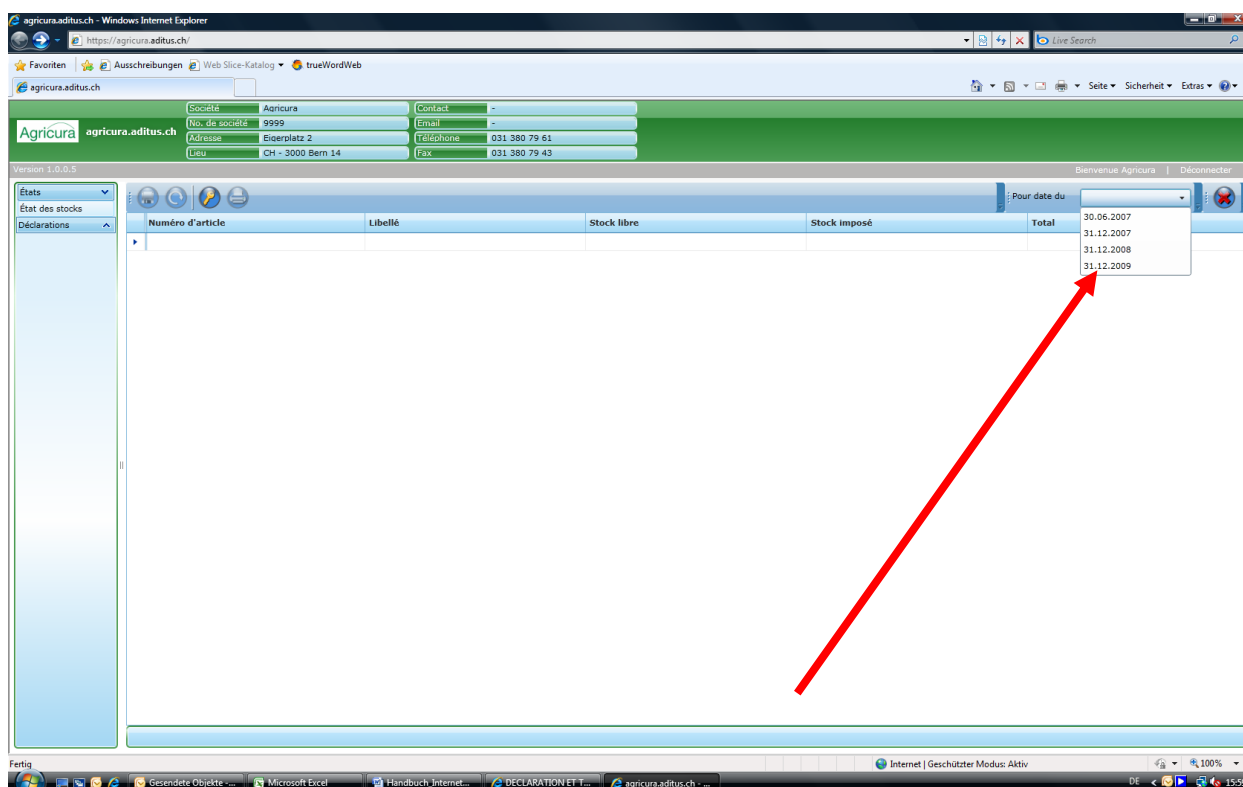 agricura.aditus.ch - Windows Internet Explorer
https://agricura.aditus.ch/
Live Search
Favoriten Ausschreibungen Web Slice-Katalog trueWordWeb
agricura.aditus.ch
Seite Sicherheit Extras
Agricura agricura.aditus.ch
Société Agricura Contact -
No. de société 9999 Email -
Adresse Eigerplatz 2 Téléphone 031 380 79 61
Lieu CH - 3000 Bern 14 Fax 031 380 79 43
Version 1.0.0.5 Bienvenue Agricura | Déconnecter
États
État des stocks
Déclarations
Pour date du
Numéro d'article Libellé Stock libre Stock imposé Total
30.06.2007
31.12.2007
31.12.2008
31.12.2009
Fertig Internet | Geschützter Modus: Aktiv 100%
Gesendete Objekte -... Microsoft Excel Handbuch_Internet... DECLARATION ET T... agricura.aditus.ch - ... DE 15:59